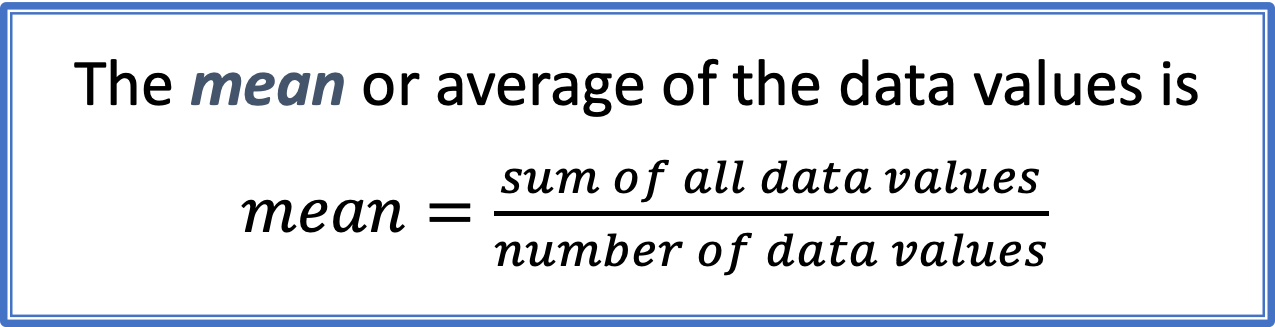 The mean or average of the data values is
mean = sum of all data values / number of data values